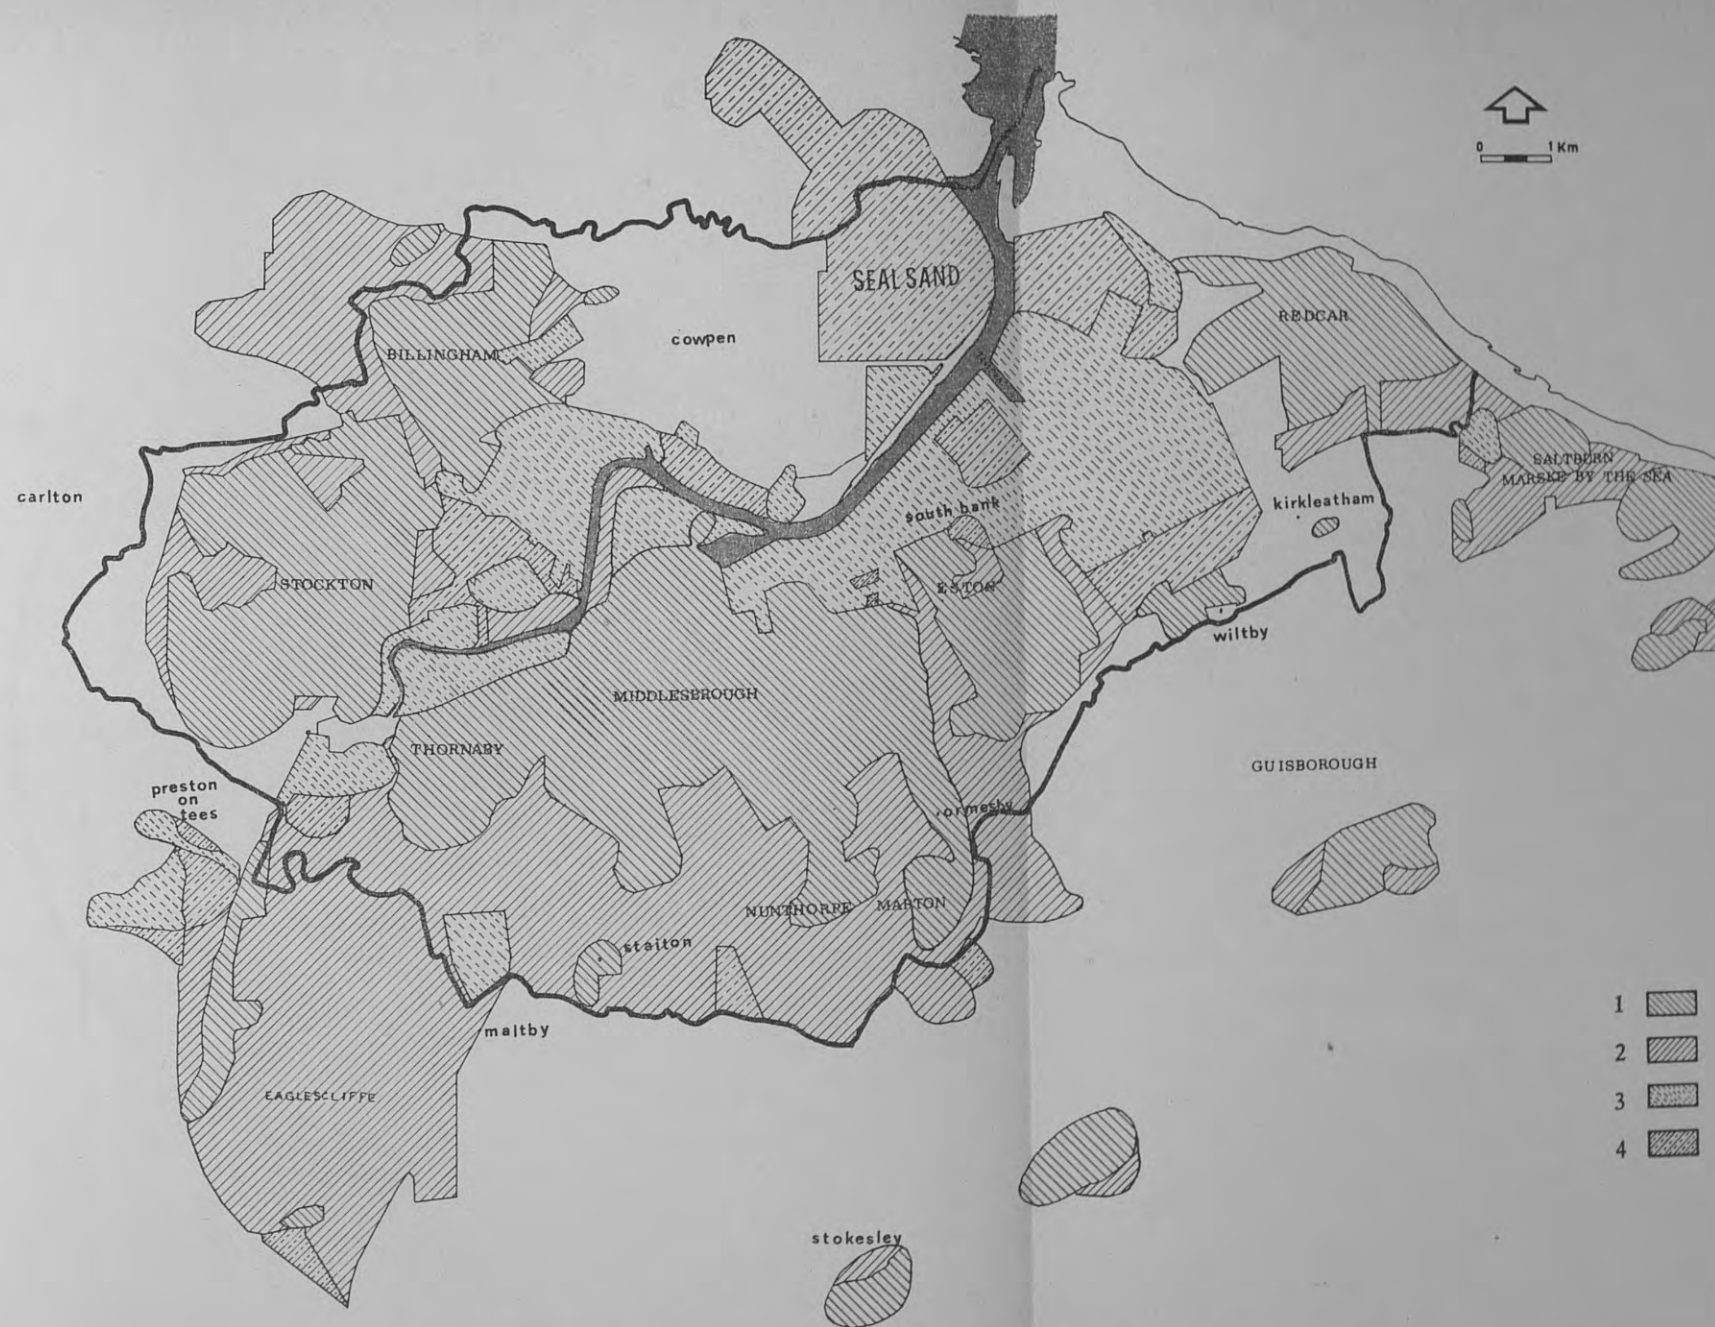 0 1 Km
SEAL SAND
REDCAR
cowpen
BILLINGHAM
SALTBURN
MARSKE BY THE SEA
carlton
south bank
kirkleatham
STOCKTON
ESTON
wiltby
MIDDLESBROUGH
THORNABY
GUISBOROUGH
preston
on
tees
ormesby
NUNTHORPE
MARTON
staiton
maltby
EAGLESCLIFFE
stokesley
1
2
3
4